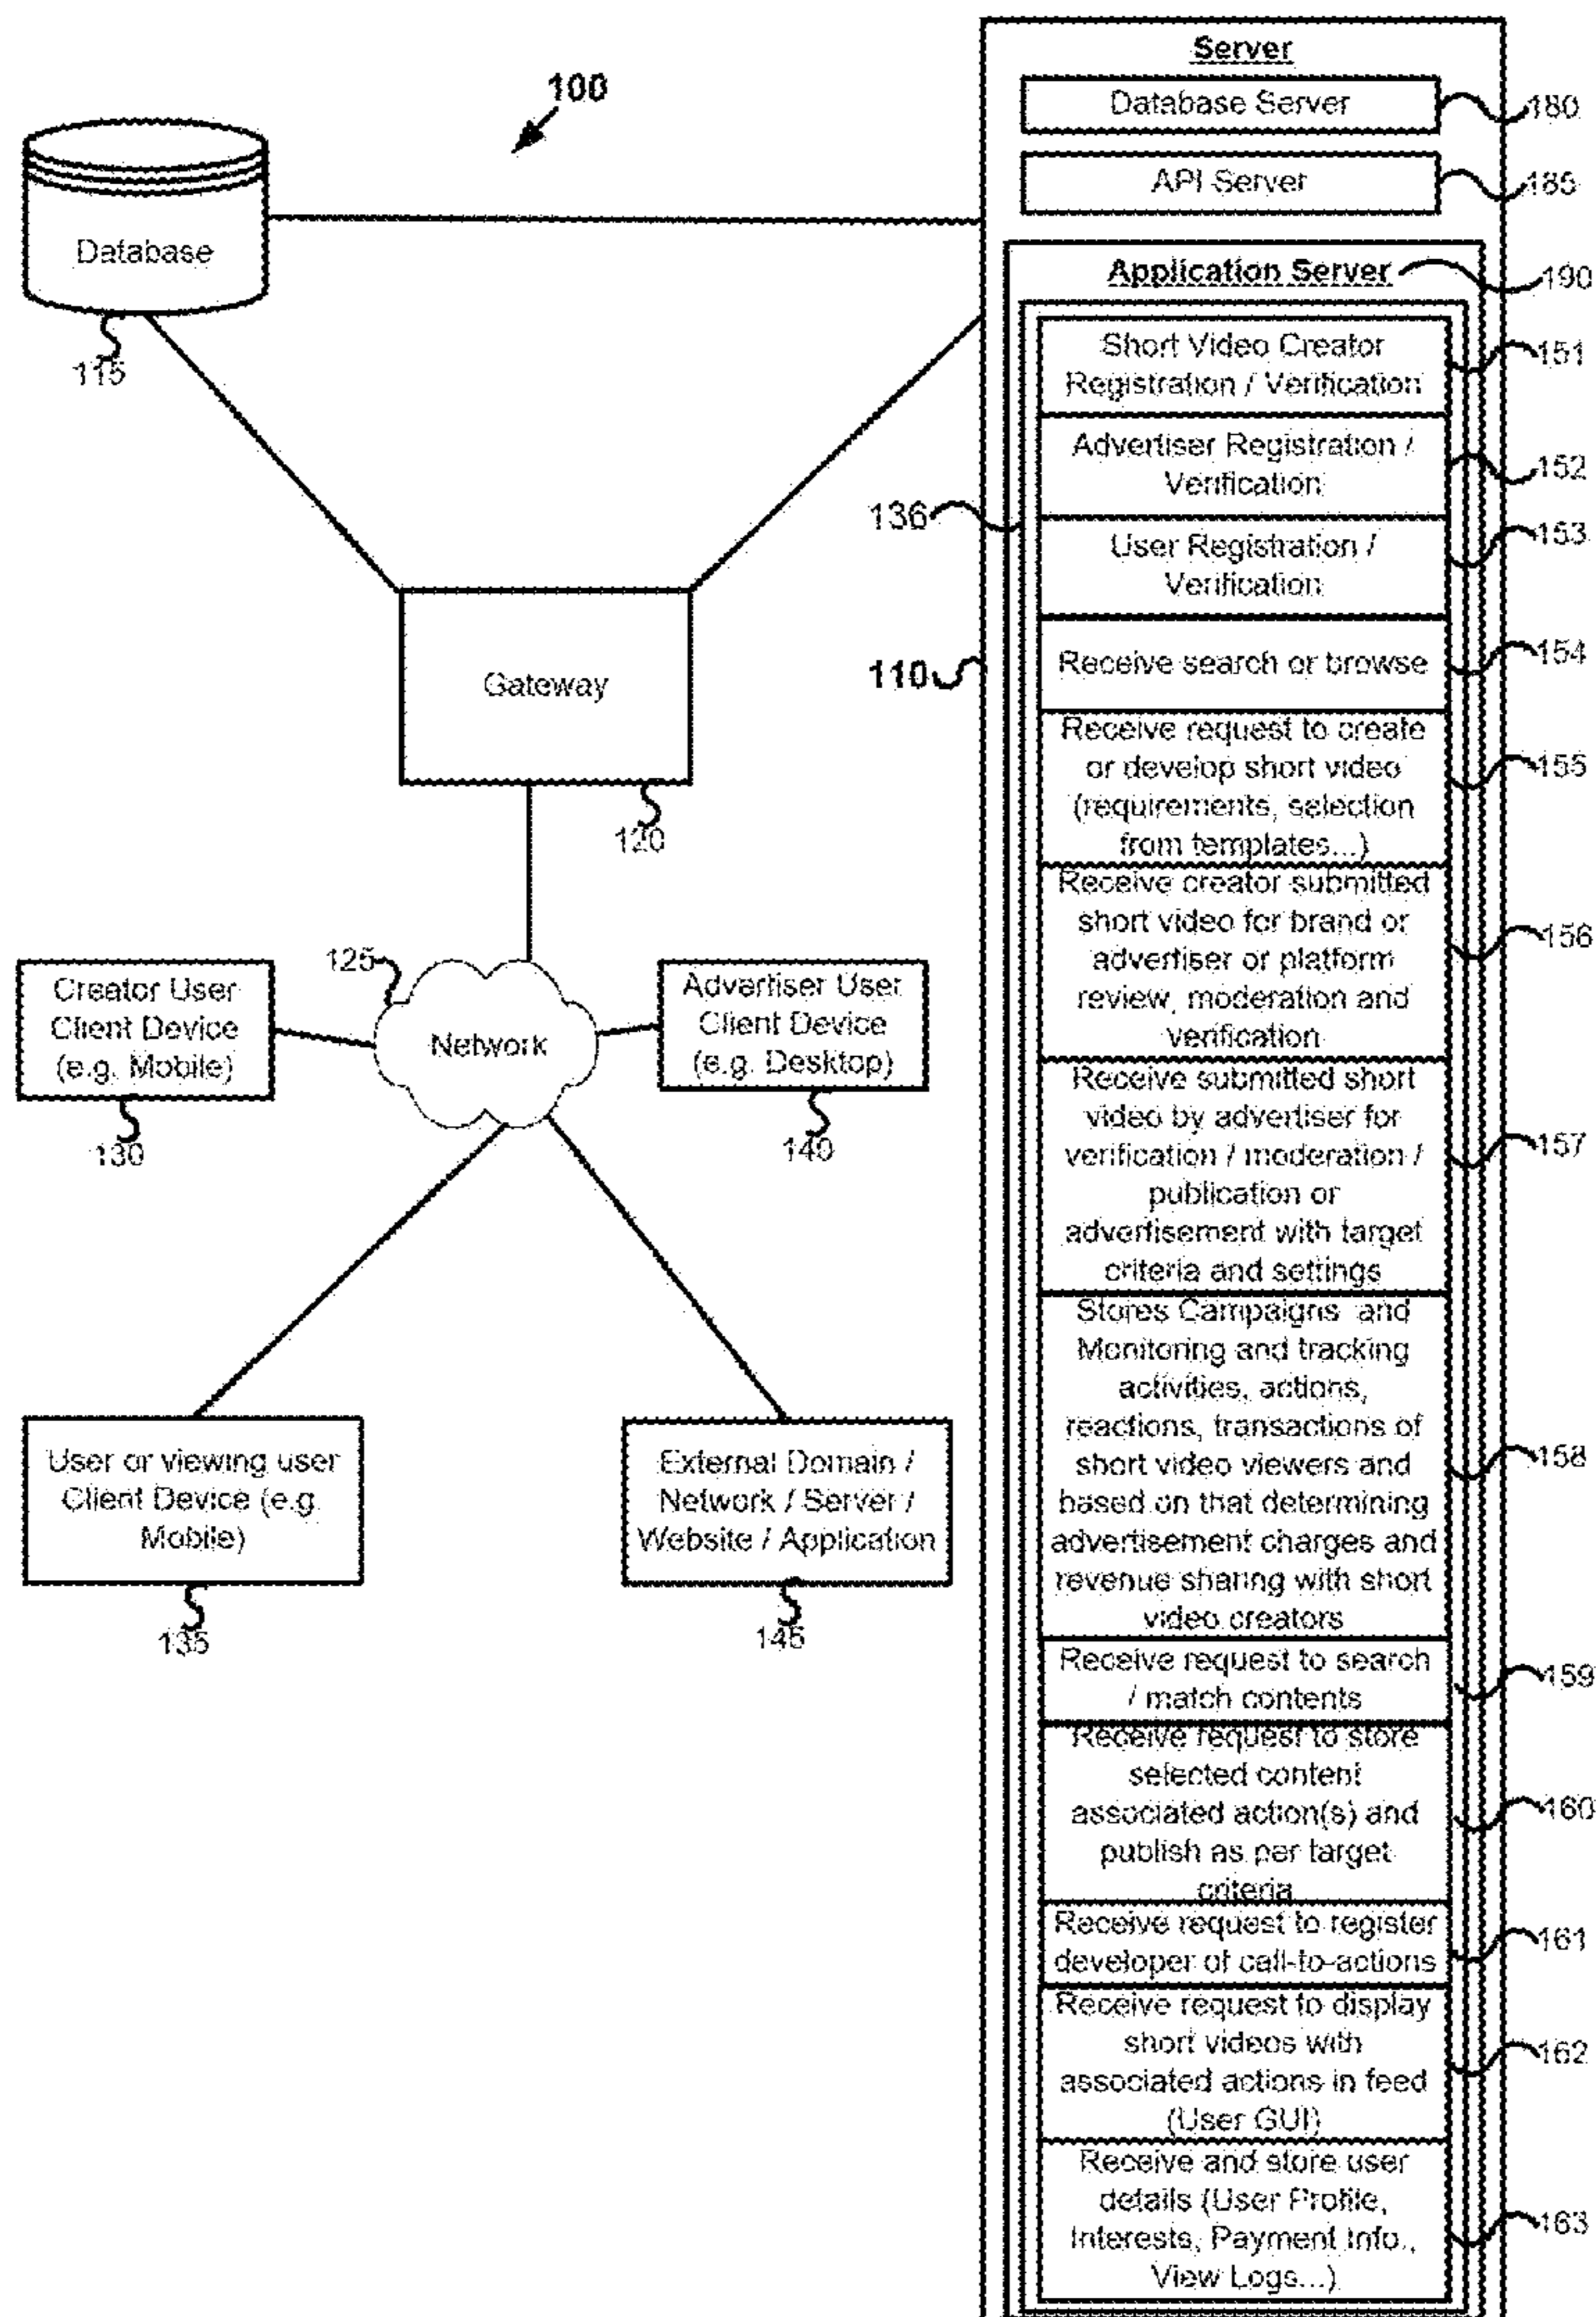 100
Database
115
Gateway
120
125
Network
Creator User
Client Device
(e.g. Mobile)
130
Advertiser User
Client Device
(e.g. Desktop)
140
User or viewing user
Client Device (e.g.
Mobile)
135
External Domain /
Network / Server /
Website / Application
145
Server
Database Server
180
API Server
185
Application Server
190
136
110
Short Video Creator
Registration / Verification
151
Advertiser Registration /
Verification
152
User Registration /
Verification
153
Receive search or browse
154
Receive request to create
or develop short video
(requirements, selection
from templates...)
155
Receive creator submitted
short video for brand or
advertiser or platform
review, moderation and
verification
156
Receive submitted short
video by advertiser for
verification / moderation /
publication or
advertisement with target
criteria and settings
157
Stores Campaigns and
Monitoring and tracking
activities, actions,
reactions, transactions of
short video viewers and
based on that determining
advertisement charges and
revenue sharing with short
video creators
158
Receive request to search
/ match contents
159
Receive request to store
selected content
associated action(s) and
publish as per target
criteria
160
Receive request to register
developer of call-to-actions
161
Receive request to display
short videos with
associated actions in feed
(User GUI)
162
Receive and store user
details (User Profile,
Interests, Payment Info.,
View Logs...)
163